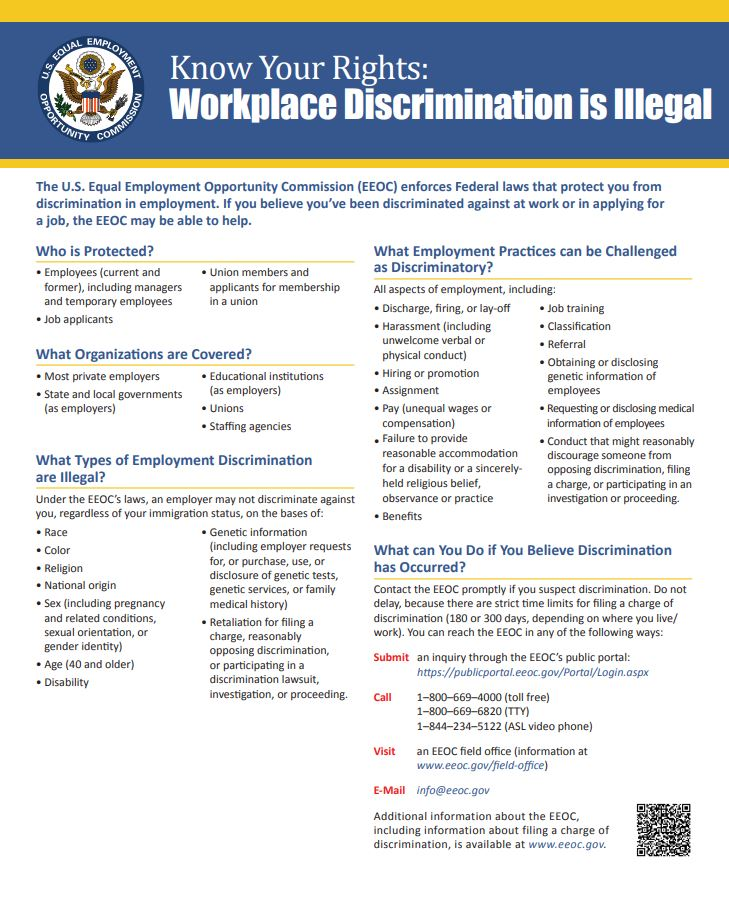 U.S. EQUAL EMPLOYMENT
OPPORTUNITY COMMISSION
Know Your Rights:
Workplace Discrimination is Illegal
The U.S. Equal Employment Opportunity Commission (EEOC) enforces Federal laws that protect you from
discrimination in employment. If you believe you've been discriminated against at work or in applying for
a job, the EEOC may be able to help.
Who is Protected?
• Employees (current and
former), including managers
and temporary employees
• Job applicants
• Union members and
applicants for membership
in a union
What Organizations are Covered?
• Most private employers
• State and local governments
(as employers)
• Educational institutions
(as employers)
• Unions
• Staffing agencies
What Types of Employment Discrimination
are Illegal?
Under the EEOC's laws, an employer may not discriminate against
you, regardless of your immigration status, on the bases of:
• Race
• Color
• Religion
• National origin
• Sex (including pregnancy
and related conditions,
sexual orientation, or
gender identity)
• Age (40 and older)
• Disability
• Genetic information
(including employer requests
for, or purchase, use, or
disclosure of genetic tests,
genetic services, or family
medical history)
• Retaliation for filing a
charge, reasonably
opposing discrimination,
or participating in a
discrimination lawsuit,
investigation, or proceeding.
What Employment Practices can be Challenged
as Discriminatory?
All aspects of employment, including:
• Discharge, firing, or lay-off
• Harassment (including
unwelcome verbal or
physical conduct)
• Hiring or promotion
• Assignment
• Pay (unequal wages or
compensation)
• Failure to provide
reasonable accommodation
for a disability or a sincerely-
held religious belief,
observance or practice
• Benefits
• Job training
• Classification
• Referral
• Obtaining or disclosing
genetic information of
employees
• Requesting or disclosing medical
information of employees
• Conduct that might reasonably
discourage someone from
opposing discrimination, filing
a charge, or participating in an
investigation or proceeding.
What can You Do if You Believe Discrimination
has Occurred?
Contact the EEOC promptly if you suspect discrimination. Do not
delay, because there are strict time limits for filing a charge of
discrimination (180 or 300 days, depending on where you live/
work). You can reach the EEOC in any of the following ways:
Submit an inquiry through the EEOC's public portal:
https://publicportal.eeoc.gov/Portal/Login.aspx
Call 1–800–669–4000 (toll free)
1–800–669–6820 (TTY)
1–844–234–5122 (ASL video phone)
Visit an EEOC field office (information at
www.eeoc.gov/field-office)
E-Mail info@eeoc.gov
Additional information about the EEOC,
including information about filing a charge of
discrimination, is available at www.eeoc.gov.